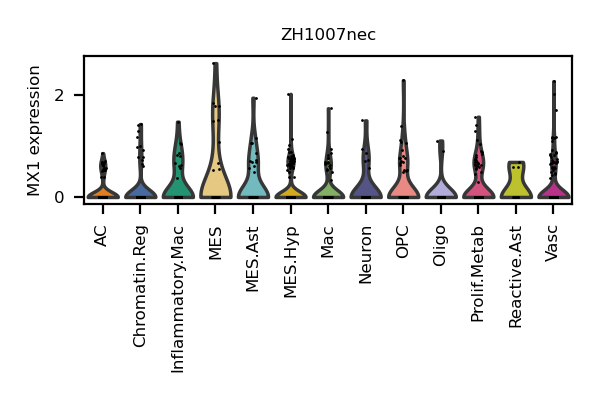 ZH1007nec
MX1 expression
2
0
AC
Chromatin.Reg
Inflammatory.Mac
MES
MES.Ast
MES.Hyp
Mac
Neuron
OPC
Oligo
Prolif.Metab
Reactive.Ast
Vasc